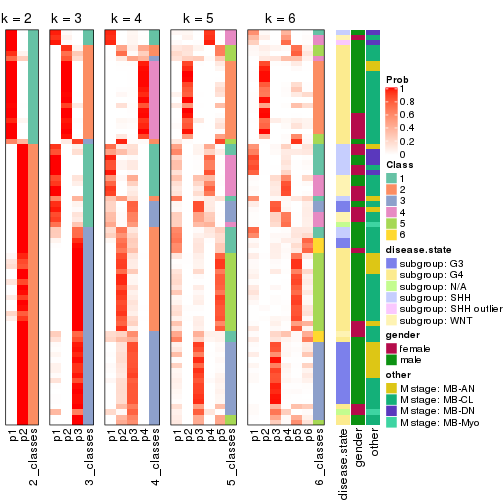 k = 2 k = 3 k = 4 k = 5 k = 6
Prob
1
0.8
0.6
0.4
0.2
0
Class
1
2
3
4
5
6
disease.state
subgroup: G3
subgroup: G4
subgroup: N/A
subgroup: SHH
subgroup: SHH outlier
subgroup: WNT
gender
female
male
other
M stage: MB-AN
M stage: MB-CL
M stage: MB-DN
M stage: MB-Myo
p1 p2 2_classes p1 p2 p3 3_classes p1 p2 p3 p4 4_classes p1 p2 p3 p4 p5 5_classes p1 p2 p3 p4 p5 p6 6_classes disease.state gender other